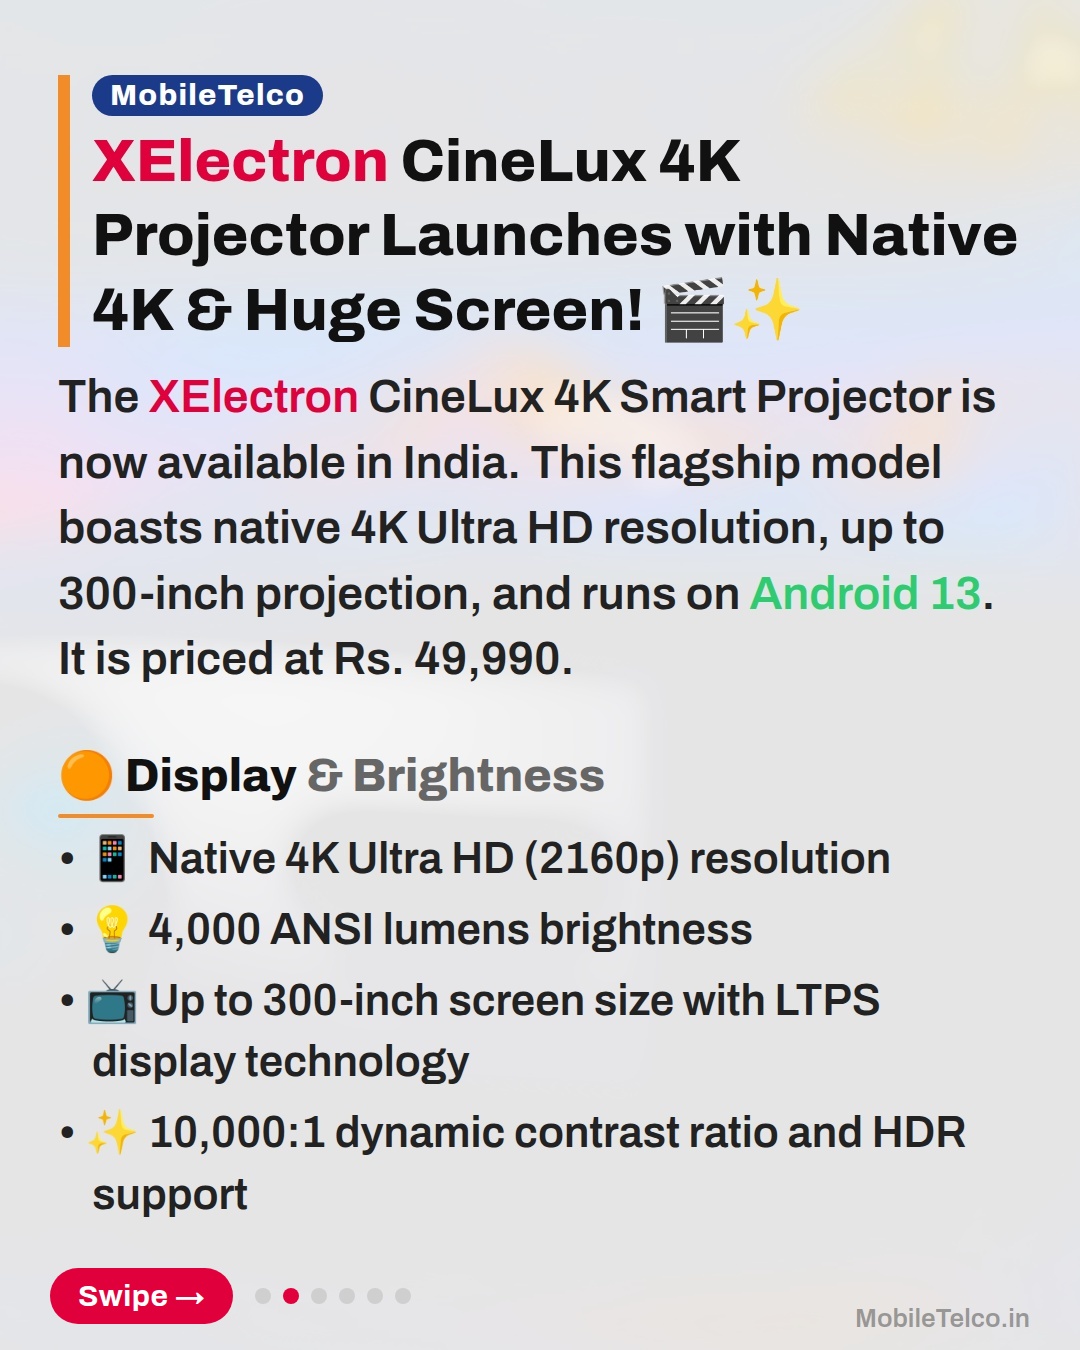 MobileTelco
XElectron CineLux 4K
Projector Launches with Native
4K & Huge Screen! 🎬✨
The XElectron CineLux 4K Smart Projector is
now available in India. This flagship model
boasts native 4K Ultra HD resolution, up to
300-inch projection, and runs on Android 13.
It is priced at Rs. 49,990.
🟠 Display & Brightness
• 📱 Native 4K Ultra HD (2160p) resolution
• 💡 4,000 ANSI lumens brightness
• 📺 Up to 300-inch screen size with LTPS
display technology
• ✨ 10,000:1 dynamic contrast ratio and HDR
support
Swipe →
MobileTelco.in